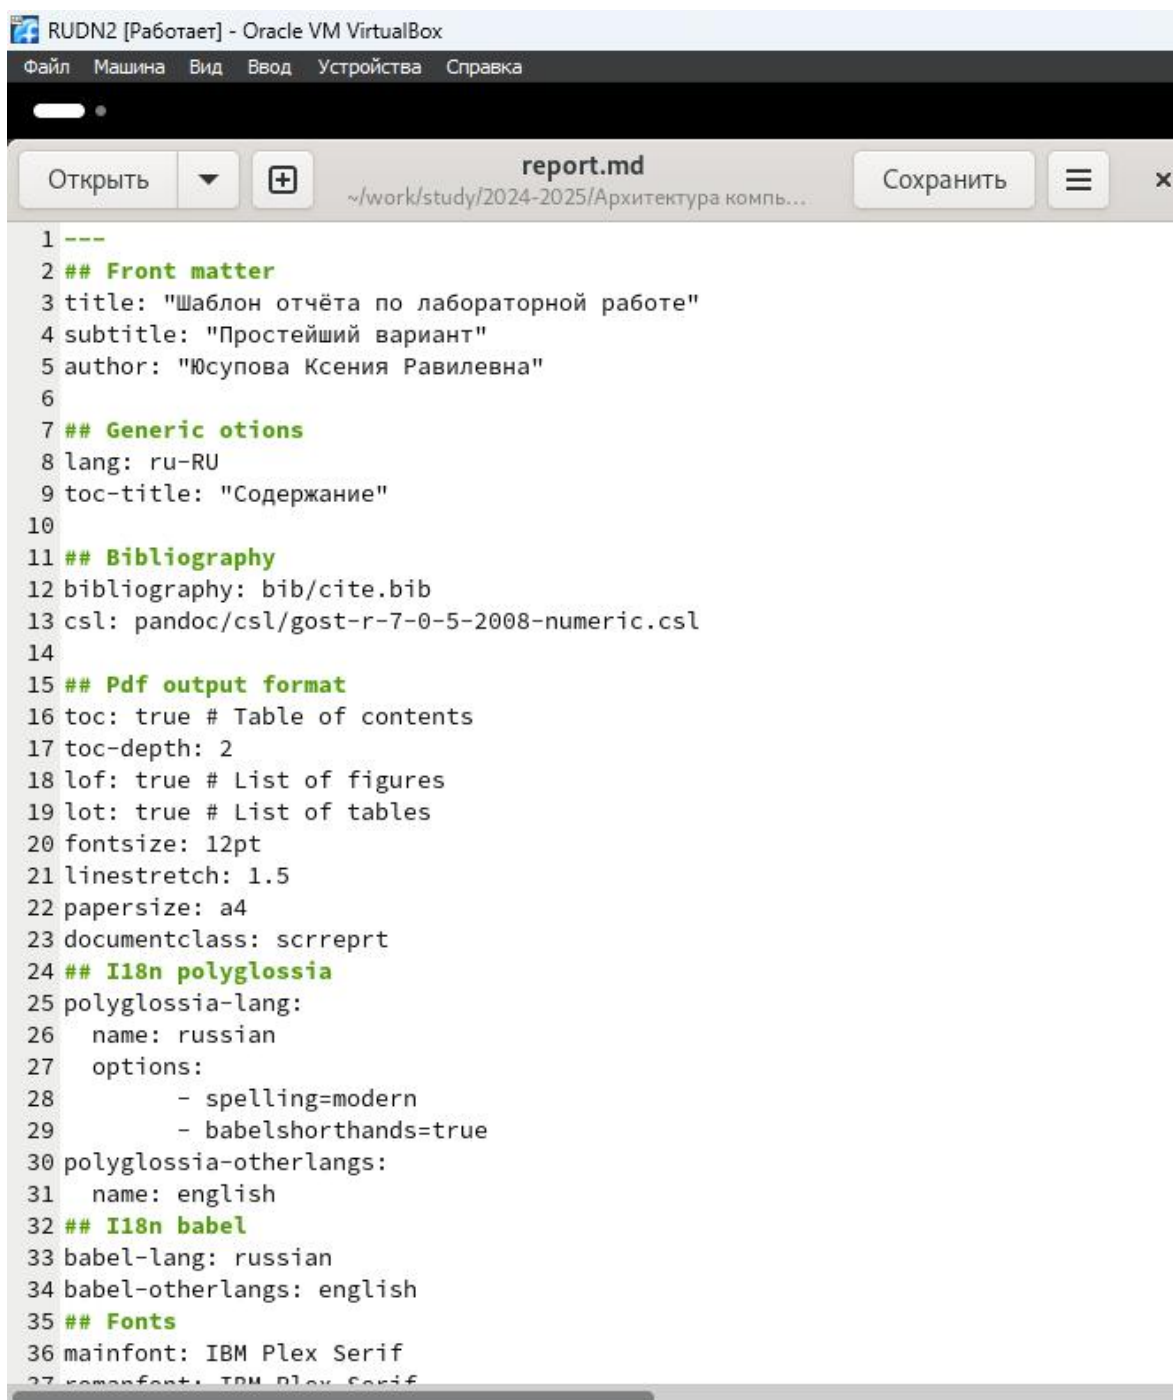 RUDN2 [Работает] - Oracle VM VirtualBox
Файл Машина Вид Ввод Устройства Справка
Открыть report.md Сохранить
~/work/study/2024-2025/Архитектура компь...
1 ---
2 ## Front matter
3 title: "Шаблон отчёта по лабораторной работе"
4 subtitle: "Простейший вариант"
5 author: "Юсупова Ксения Равилевна"
6
7 ## Generic otions
8 lang: ru-RU
9 toc-title: "Содержание"
10
11 ## Bibliography
12 bibliography: bib/cite.bib
13 csl: pandoc/csl/gost-r-7-0-5-2008-numeric.csl
14
15 ## Pdf output format
16 toc: true # Table of contents
17 toc-depth: 2
18 lof: true # List of figures
19 lot: true # List of tables
20 fontsize: 12pt
21 linestretch: 1.5
22 papersize: a4
23 documentclass: scrreprt
24 ## I18n polyglossia
25 polyglossia-lang:
26   name: russian
27   options:
28         - spelling=modern
29         - babelshorthands=true
30 polyglossia-otherlangs:
31   name: english
32 ## I18n babel
33 babel-lang: russian
34 babel-otherlangs: english
35 ## Fonts
36 mainfont: IBM Plex Serif
37 romanfont: IBM Plex Serif